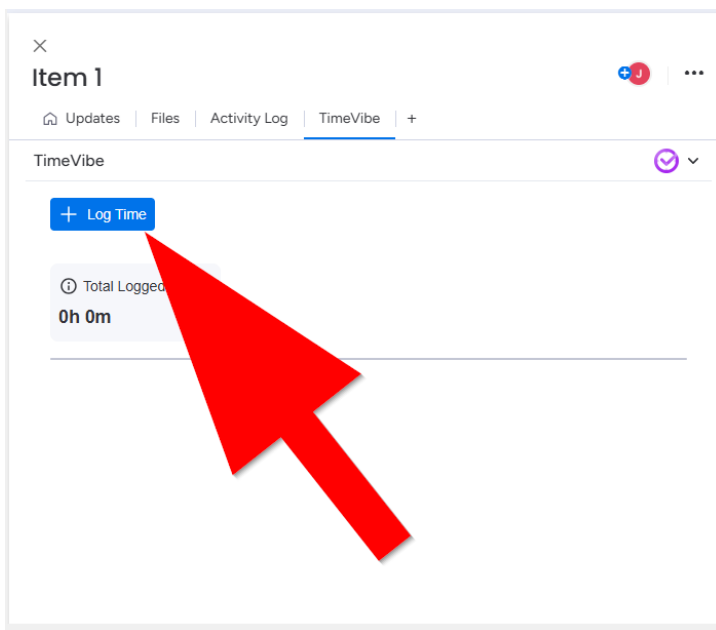 Item 1
J
Updates Files Activity Log TimeVibe +
TimeVibe
+ Log Time
Total Logged
0h 0m